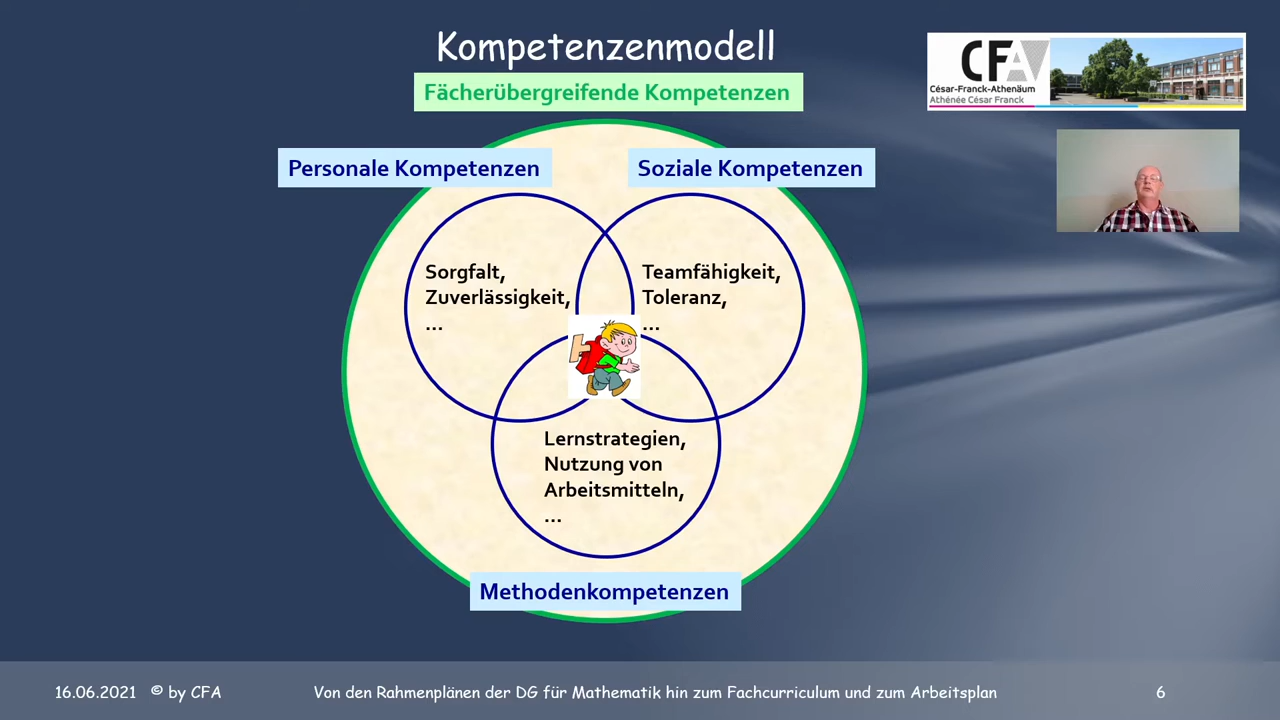 Kompetenzenmodell
Fächerübergreifende Kompetenzen
CFA
César-Franck-Athenäum
Athénée César Franck
Personale Kompetenzen
Soziale Kompetenzen
Sorgfalt,
Zuverlässigkeit,
...
Teamfähigkeit,
Toleranz,
...
Lernstrategien,
Nutzung von
Arbeitsmitteln,
...
Methodenkompetenzen
16.06.2021 © by CFA
Von den Rahmenplänen der DG für Mathematik hin zum Fachcurriculum und zum Arbeitsplan
6